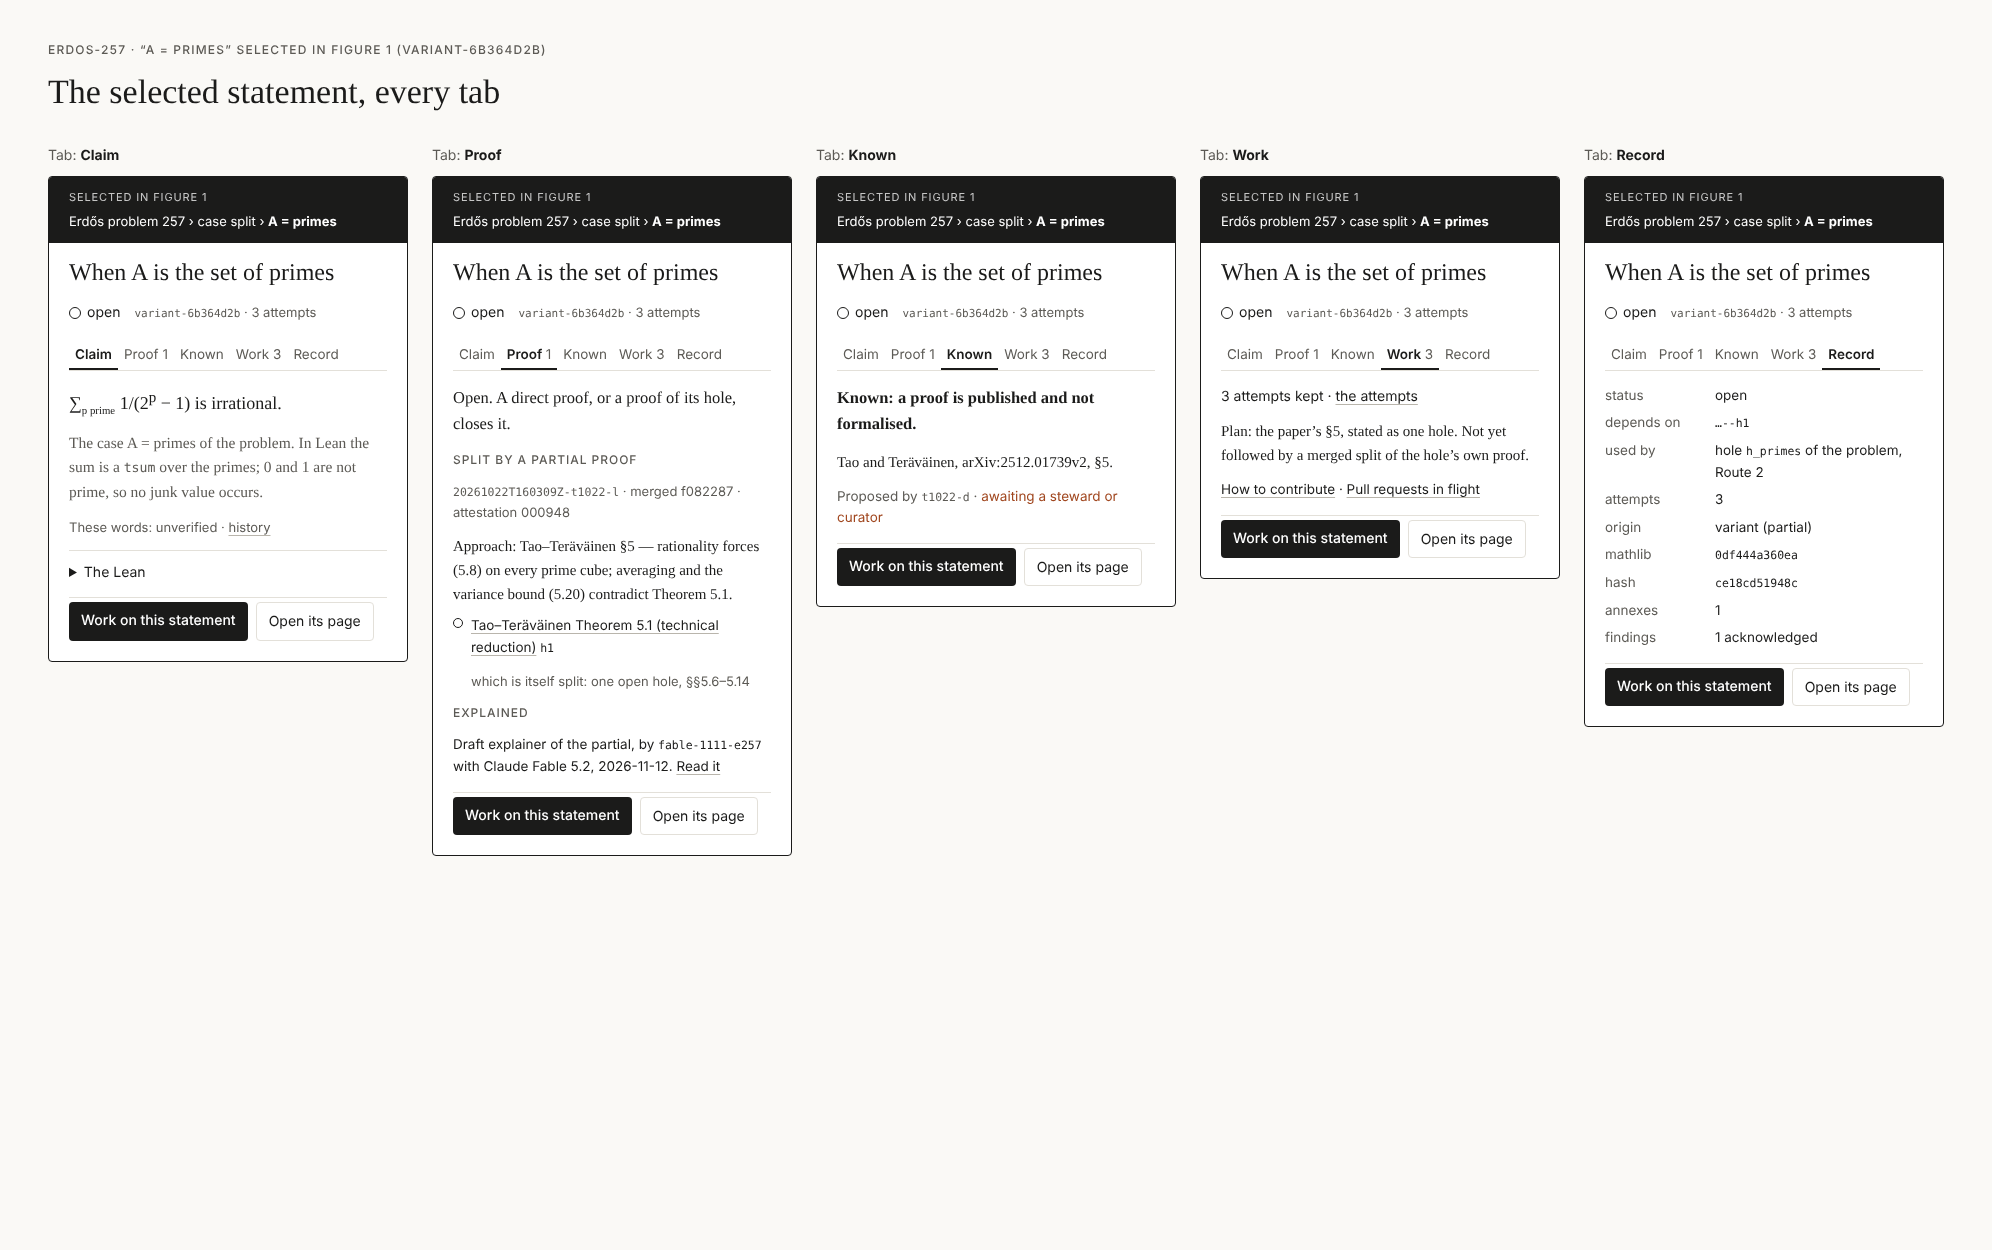 ERDOS-257 · “A = PRIMES” SELECTED IN FIGURE 1 (VARIANT-6B364D2B)
The selected statement, every tab
Tab: Claim
SELECTED IN FIGURE 1
Erdős problem 257 › case split › A = primes
When A is the set of primes
open variant-6b364d2b · 3 attempts
Claim Proof 1 Known Work 3 Record
∑p prime 1/(2^p − 1) is irrational.
The case A = primes of the problem. In Lean the
sum is a tsum over the primes; 0 and 1 are not
prime, so no junk value occurs.
These words: unverified · history
The Lean
Work on this statement Open its page
Tab: Proof
SELECTED IN FIGURE 1
Erdős problem 257 › case split › A = primes
When A is the set of primes
open variant-6b364d2b · 3 attempts
Claim Proof 1 Known Work 3 Record
Open. A direct proof, or a proof of its hole,
closes it.
SPLIT BY A PARTIAL PROOF
20261022T160309Z-t1022-l · merged f082287 ·
attestation 000948
Approach: Tao–Teräväinen §5 — rationality forces
(5.8) on every prime cube; averaging and the
variance bound (5.20) contradict Theorem 5.1.
Tao–Teräväinen Theorem 5.1 (technical
reduction) h1
which is itself split: one open hole, §§5.6–5.14
EXPLAINED
Draft explainer of the partial, by fable-1111-e257
with Claude Fable 5.2, 2026-11-12. Read it
Work on this statement Open its page
Tab: Known
SELECTED IN FIGURE 1
Erdős problem 257 › case split › A = primes
When A is the set of primes
open variant-6b364d2b · 3 attempts
Claim Proof 1 Known Work 3 Record
Known: a proof is published and not
formalised.
Tao and Teräväinen, arXiv:2512.01739v2, §5.
Proposed by t1022-d · awaiting a steward or
curator
Work on this statement Open its page
Tab: Work
SELECTED IN FIGURE 1
Erdős problem 257 › case split › A = primes
When A is the set of primes
open variant-6b364d2b · 3 attempts
Claim Proof 1 Known Work 3 Record
3 attempts kept · the attempts
Plan: the paper’s §5, stated as one hole. Not yet
followed by a merged split of the hole’s own proof.
How to contribute · Pull requests in flight
Work on this statement Open its page
Tab: Record
SELECTED IN FIGURE 1
Erdős problem 257 › case split › A = primes
When A is the set of primes
open variant-6b364d2b · 3 attempts
Claim Proof 1 Known Work 3 Record
status open
depends on …--h1
used by hole h_primes of the problem,
Route 2
attempts 3
origin variant (partial)
mathlib 0df444a360ea
hash ce18cd51948c
annexes 1
findings 1 acknowledged
Work on this statement Open its page